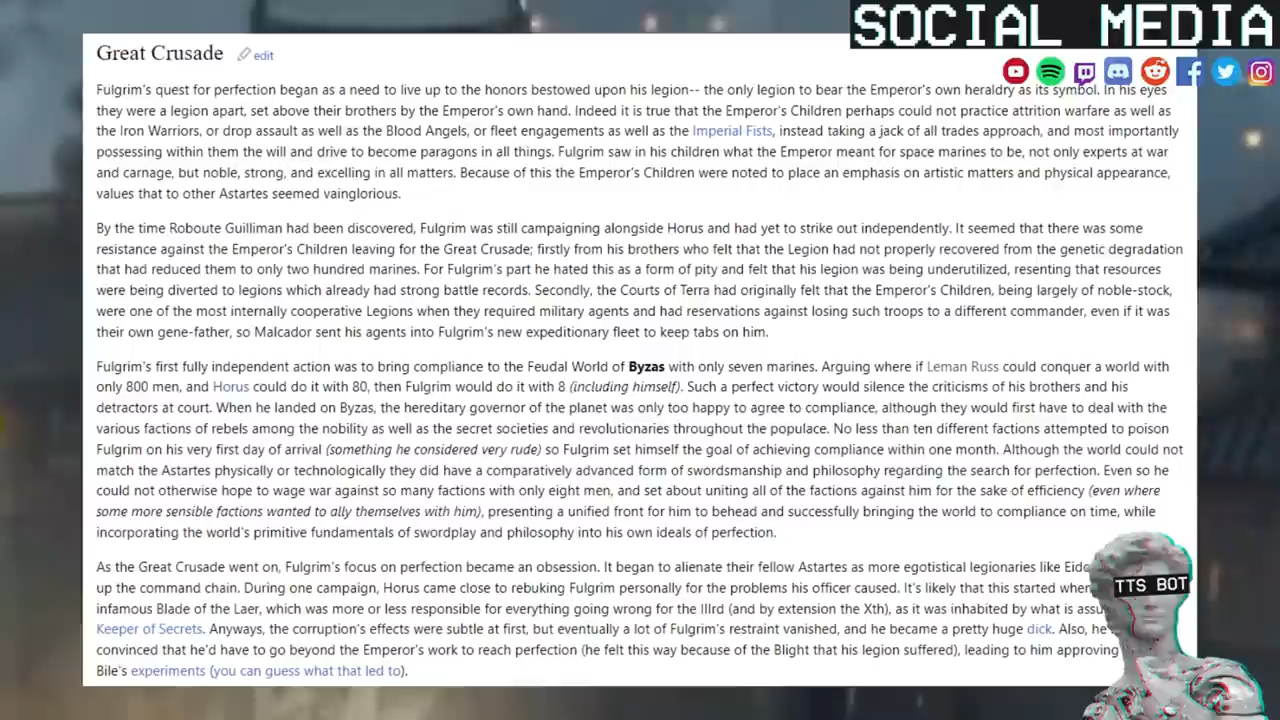 SOCIAL MEDIA
Great Crusade edit
Fulgrim's quest for perfection began as a need to live up to the honors bestowed upon his legion-- the only legion to bear the Emperor's own heraldry as its symbol. In his eyes
they were a legion apart, set above their brothers by the Emperor's own hand. Indeed it is true that the Emperor's Children perhaps could not practice attrition warfare as well as
the Iron Warriors, or drop assault as well as the Blood Angels, or fleet engagements as well as the Imperial Fists, instead taking a jack of all trades approach, and most importantly
possessing within them the will and drive to become paragons in all things. Fulgrim saw in his children what the Emperor meant for space marines to be, not only experts at war
and carnage, but noble, strong, and excelling in all matters. Because of this the Emperor's Children were noted to place an emphasis on artistic matters and physical appearance,
values that to other Astartes seemed vainglorious.
By the time Roboute Guilliman had been discovered, Fulgrim was still campaigning alongside Horus and had yet to strike out independently. It seemed that there was some
resistance against the Emperor's Children leaving for the Great Crusade; firstly from his brothers who felt that the Legion had not properly recovered from the genetic degradation
that had reduced them to only two hundred marines. For Fulgrim's part he hated this as a form of pity and felt that his legion was being underutilized, resenting that resources
were being diverted to legions which already had strong battle records. Secondly, the Courts of Terra had originally felt that the Emperor's Children, being largely of noble-stock,
were one of the most internally cooperative Legions when they required military agents and had reservations against losing such troops to a different commander, even if it was
their own gene-father, so Malcador sent his agents into Fulgrim's new expeditionary fleet to keep tabs on him.
Fulgrim's first fully independent action was to bring compliance to the Feudal World of Byzas with only seven marines. Arguing where if Leman Russ could conquer a world with
only 800 men, and Horus could do it with 80, then Fulgrim would do it with 8 (including himself). Such a perfect victory would silence the criticisms of his brothers and his
detractors at court. When he landed on Byzas, the hereditary governor of the planet was only too happy to agree to compliance, although they would first have to deal with the
various factions of rebels among the nobility as well as the secret societies and revolutionaries throughout the populace. No less than ten different factions attempted to poison
Fulgrim on his very first day of arrival (something he considered very rude) so Fulgrim set himself the goal of achieving compliance within one month. Although the world could not
match the Astartes physically or technologically they did have a comparatively advanced form of swordsmanship and philosophy regarding the search for perfection. Even so he
could not otherwise hope to wage war against so many factions with only eight men, and set about uniting all of the factions against him for the sake of efficiency (even where
some more sensible factions wanted to ally themselves with him), presenting a unified front for him to behead and successfully bringing the world to compliance on time, while
incorporating the world's primitive fundamentals of swordplay and philosophy into his own ideals of perfection.
As the Great Crusade went on, Fulgrim's focus on perfection became an obsession. It began to alienate their fellow Astartes as more egotistical legionaries like
up the command chain. During one campaign, Horus came close to rebuking Fulgrim personally for the problems his officer caused. It's likely that this started when
infamous Blade of the Laer, which was more or less responsible for everything going wrong for the IIIrd (and by extension the Xth), as it was inhabited by what is
Keeper of Secrets. Anyways, the corruption's effects were subtle at first, but eventually a lot of Fulgrim's restraint vanished, and he became a pretty huge dick. Also, he
convinced that he'd have to go beyond the Emperor's work to reach perfection (he felt this way because of the Blight that his legion suffered), leading to him approving
Bile's experiments (you can guess what that led to).
TTS BOT